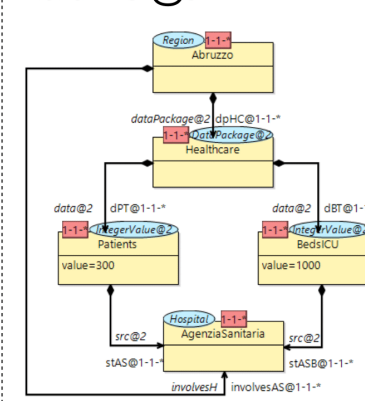 Region 1-1-*
Abruzzo
dataPackage@2 dpHC@1-1-*
1-1-* DataPackage@2
Healthcare
data@2 dPT@1-1-* data@2 dBT@1-1-
1-1-* IntegerValue@2 1-1-* IntegerValue@2
Patients BedsICU
value=300 value=1000
Hospital 1-1-*
AgenziaSanitaria
src@2 src@2
stAS@1-1-* stASB@1-1-*
involvesH involvesAS@1-1-*